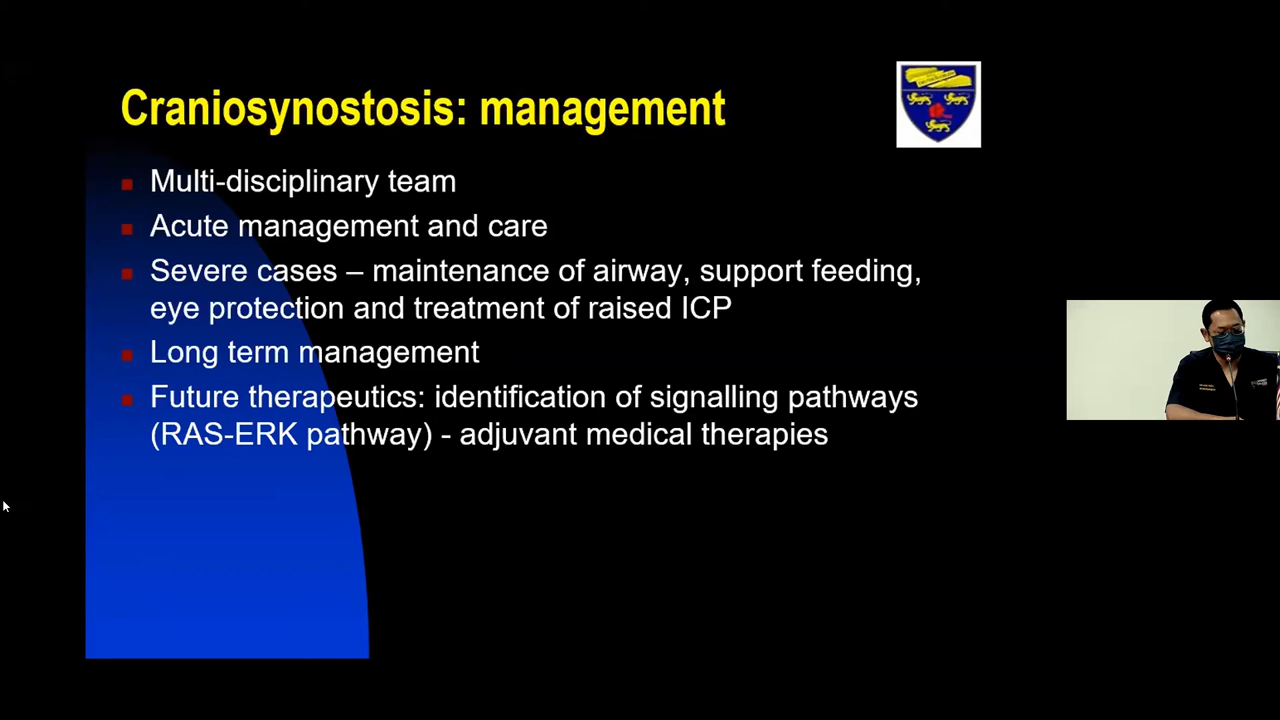 Craniosynostosis: management
Multi-disciplinary team
Acute management and care
Severe cases – maintenance of airway, support feeding,
eye protection and treatment of raised ICP
Long term management
Future therapeutics: identification of signalling pathways
(RAS-ERK pathway) - adjuvant medical therapies